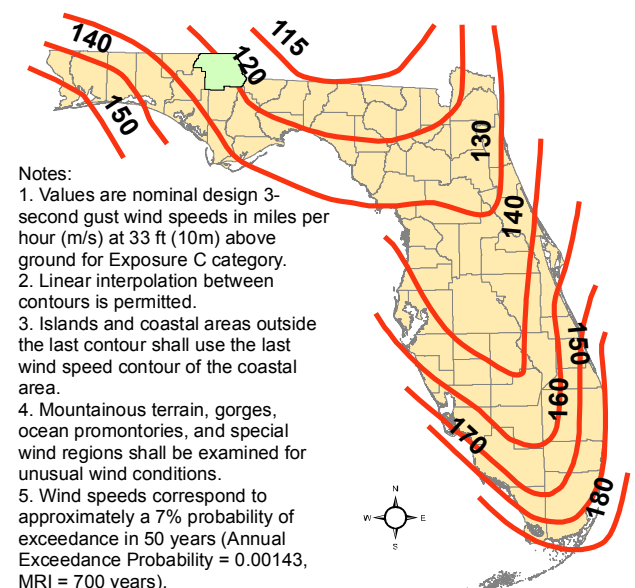 115
140
120
150
130
140
150
160
170
180
Notes:
1. Values are nominal design 3-
second gust wind speeds in miles per
hour (m/s) at 33 ft (10m) above
ground for Exposure C category.
2. Linear interpolation between
contours is permitted.
3. Islands and coastal areas outside
the last contour shall use the last
wind speed contour of the coastal
area.
4. Mountainous terrain, gorges,
ocean promontories, and special
wind regions shall be examined for
unusual wind conditions.
5. Wind speeds correspond to
approximately a 7% probability of
exceedance in 50 years (Annual
Exceedance Probability = 0.00143,
MRI = 700 years).
N
W E
S